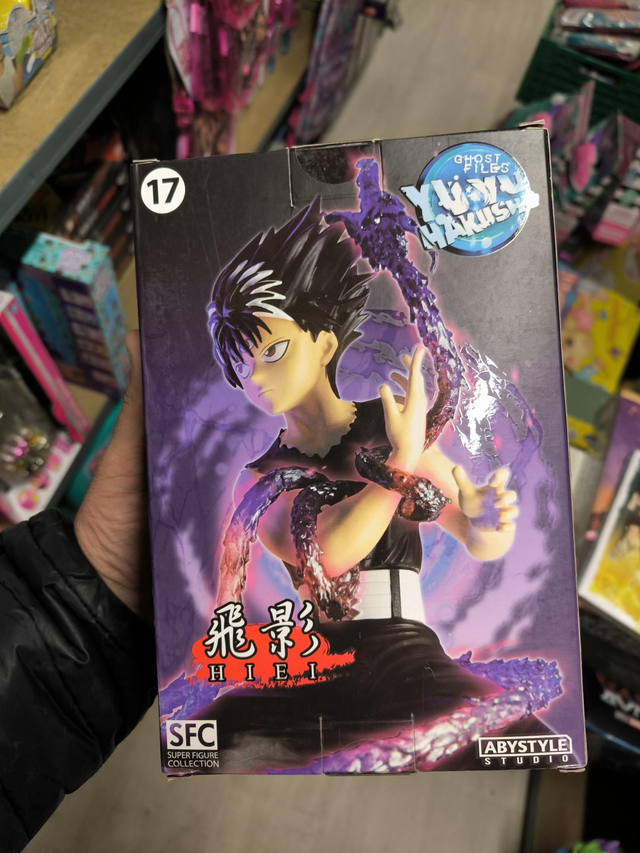 17
GHOST
FILES
YU YU
HAKUSHO
飛影
HIEI
SFC
SUPER FIGURE
COLLECTION
ABYSTYLE
STUDIO